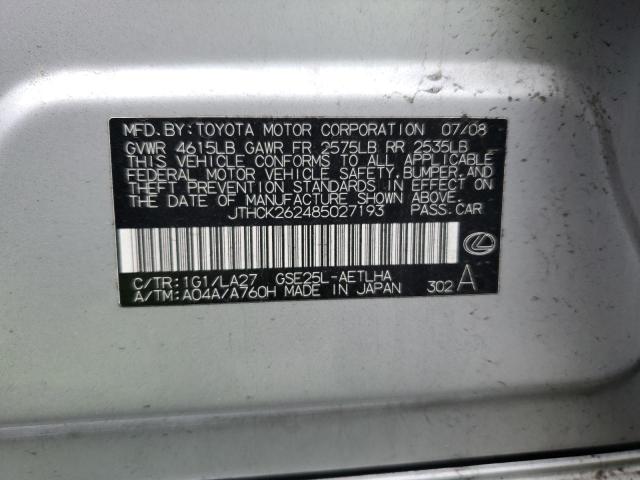 MFD. BY: TOYOTA MOTOR CORPORATION 07/08
GVWR 4615LB GAWR FR 2575LB RR 2535LB
THIS VEHICLE CONFORMS TO ALL APPLICABLE
FEDERAL MOTOR VEHICLE SAFETY, BUMPER, AND
THEFT PREVENTION STANDARDS IN EFFECT ON
THE DATE OF MANUFACTURE SHOWN ABOVE.
JTHCK262485027193 PASS. CAR
C/TR: 1G1/LA27 GSE25L-AETLHA
A/TM: A04A/A760H MADE IN JAPAN 302 A